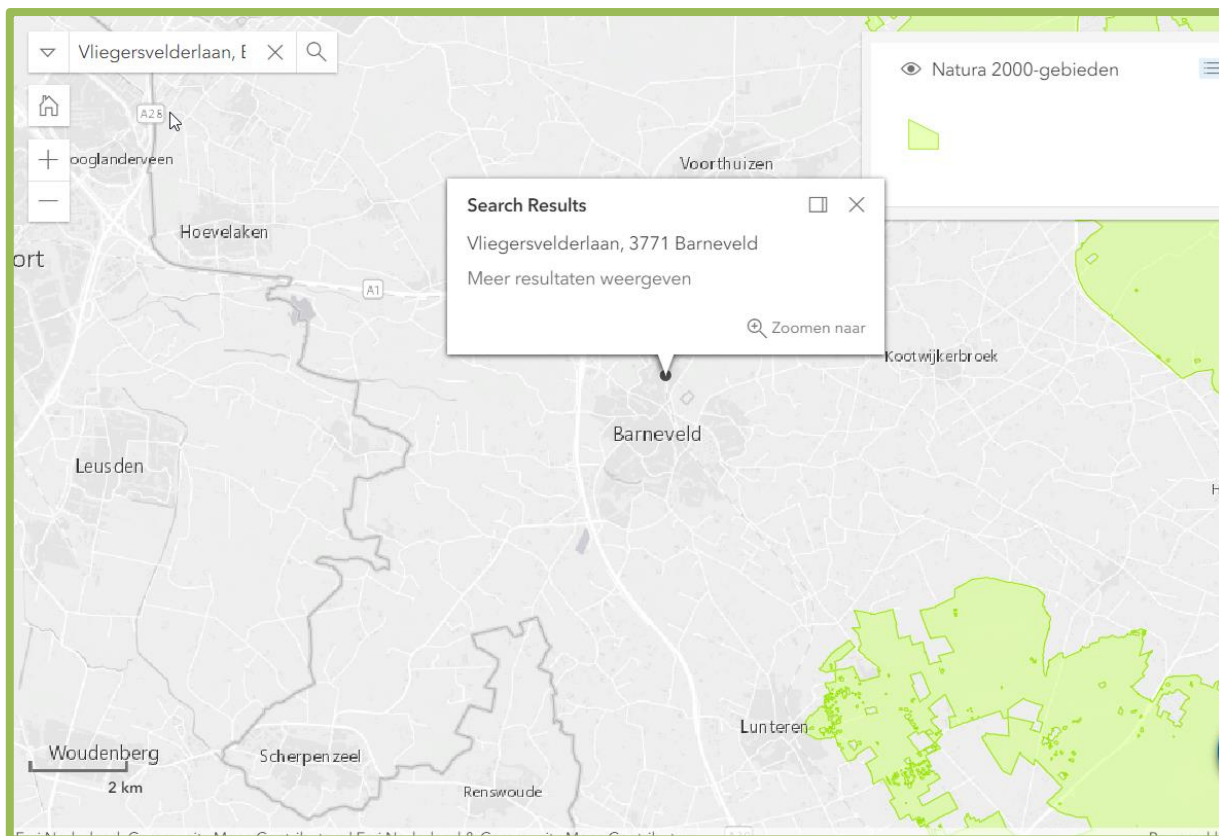 Vliegersvelderlaan, E
Natura 2000-gebieden
A28
ooglanderveen
Voorthuizen
Search Results
Hoevelaken
Vliegersvelderlaan, 3771 Barneveld
ort
Meer resultaten weergeven
A1
Zoomen naar
Kootwijkerbroek
Barneveld
Leusden
H
Lunteren
Woudenberg
Scherpenzeel
2 km
Renswoude